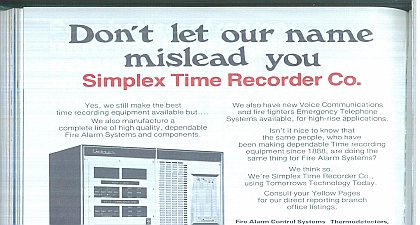 Don't let our name
mislead you
Simplex Time Recorder Co.
Yes, we still make the best
time recording equipment available but....
We also manufacture a
complete line of high quality, dependable
Fire Alarm Systems and components.
We also have new Voice Communications
and fire fighters Emergency Telephone
Systems available, for high-rise applications.
Isn't it nice to know that
the same people, who have
been making dependable Time recording
equipment since 1888, are doing the
same thing for Fire Alarm Systems?
We think so.
We're Simplex Time Recorder Co.,
using Tomorrows Technology Today.
Consult your Yellow Pages
for our direct reporting branch
office listings.
Fire Alarm Control Systems Thermodetectors,